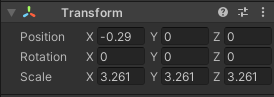 Transform
Position X -0.29 Y 0 Z 0
Rotation X 0 Y 0 Z 0
Scale X 3.261 Y 3.261 Z 3.261